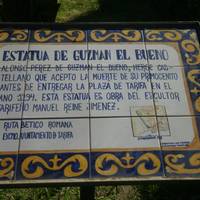 ESTATUA DE GUZMAN EL BUENO
ALONSO PEREZ DE GUZMAN EL BUENO, HEROE CAS-
TELLANO QUE ACEPTO LA MUERTE DE SU PRIMOGENITO
ANTES DE ENTREGAR LA PLAZA DE TARIFA EN EL
AÑO 1294. ESTA ESTATUA ES OBRA DEL ESCULTOR
TARIFEÑO MANUEL REINE JIMENEZ.
RUTA BETICO ROMANA
EXCMO. AYUNTAMIENTO DE TARIFA